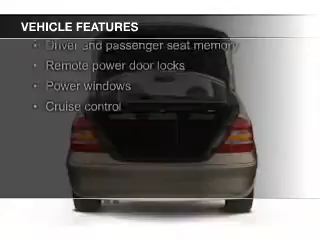 VEHICLE FEATURES
• Driver and passenger seat memory
• Remote power door locks
• Power windows
• Cruise control